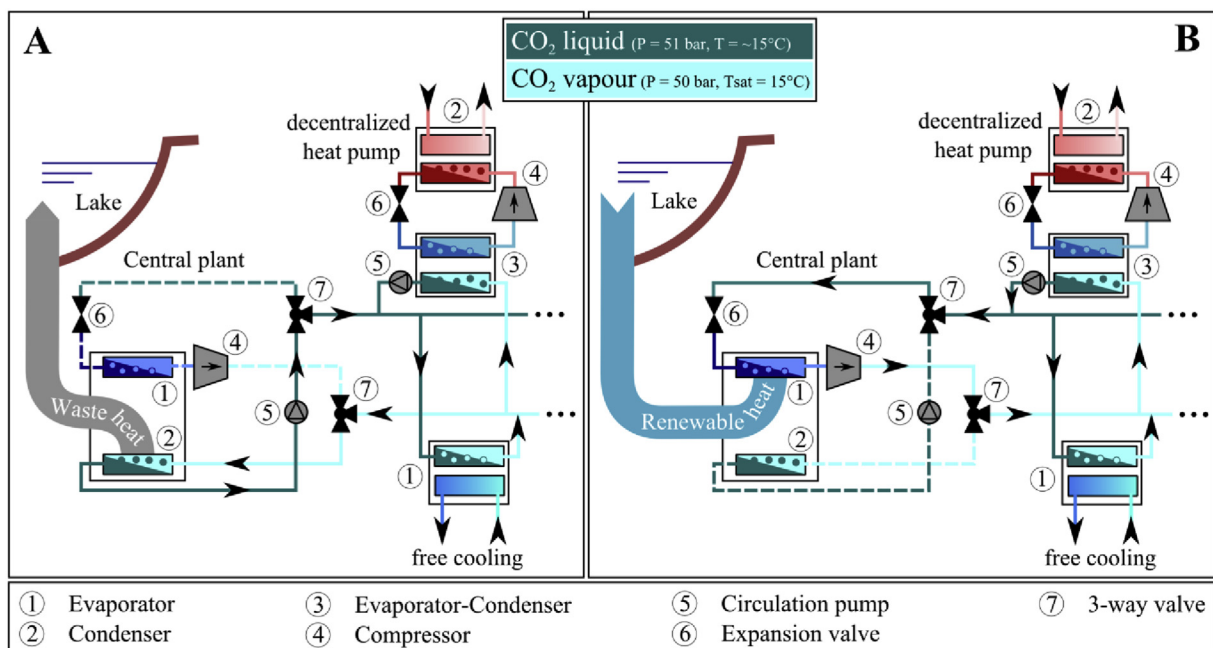 A
B
CO₂ liquid (P = 51 bar, T = ~15°C)
CO₂ vapour (P = 50 bar, Tsat = 15°C)
decentralized
heat pump
2
4
6
Lake
5
3
Central plant
7
6
4
1
7
Waste heat
5
2
1
free cooling
decentralized
heat pump
2
4
6
Lake
5
3
Central plant
7
6
4
1
7
Renewable heat
5
2
1
free cooling
1 Evaporator
2 Condenser
3 Evaporator-Condenser
4 Compressor
5 Circulation pump
6 Expansion valve
7 3-way valve